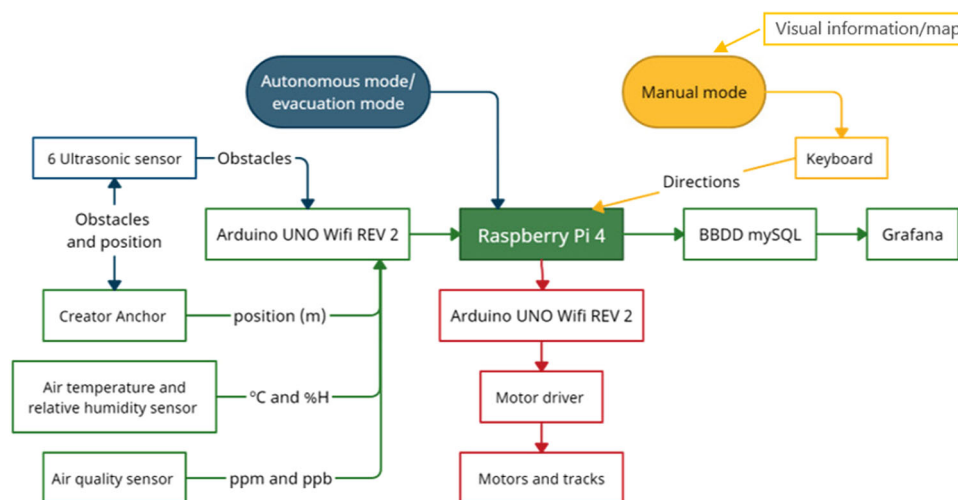 Visual information/map
Autonomous mode/
evacuation mode
Manual mode
6 Ultrasonic sensor
Obstacles
Keyboard
Directions
Obstacles
and position
Arduino UNO Wifi REV 2
Raspberry Pi 4
BBDD mySQL
Grafana
Creator Anchor
position (m)
Arduino UNO Wifi REV 2
Air temperature and
relative humidity sensor
ºC and %H
Motor driver
Air quality sensor
ppm and ppb
Motors and tracks